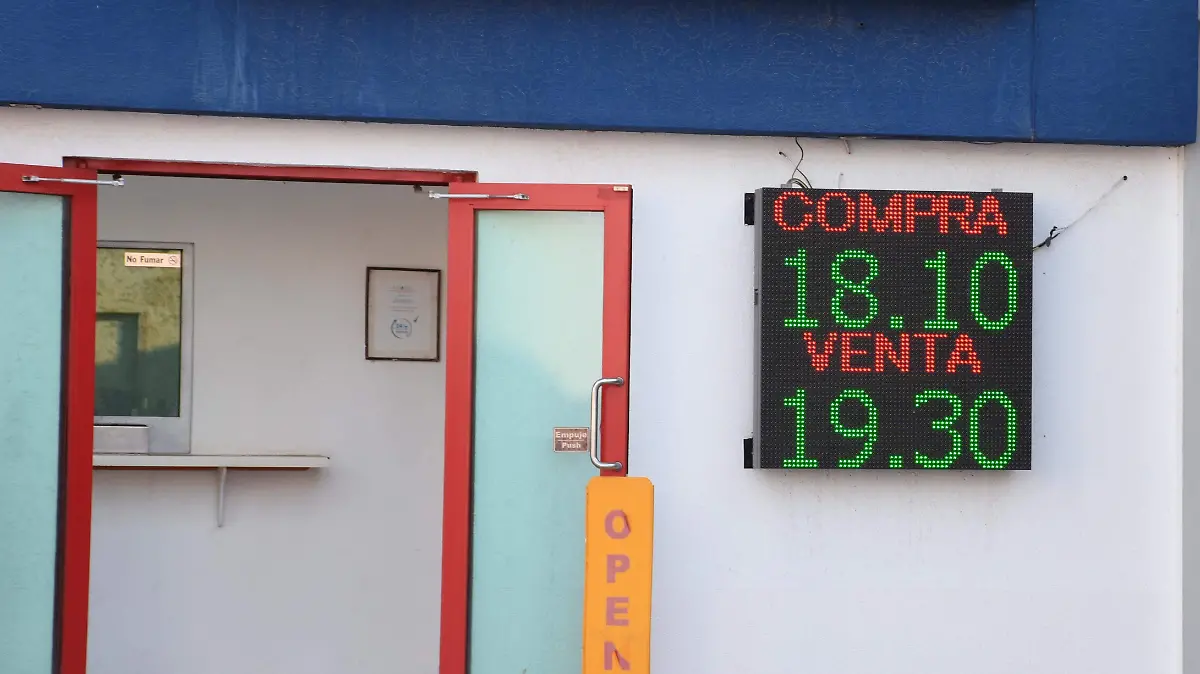 No Fumar
COMPRA
18.10
VENTA
19.30
Empuje
Push
OPEN